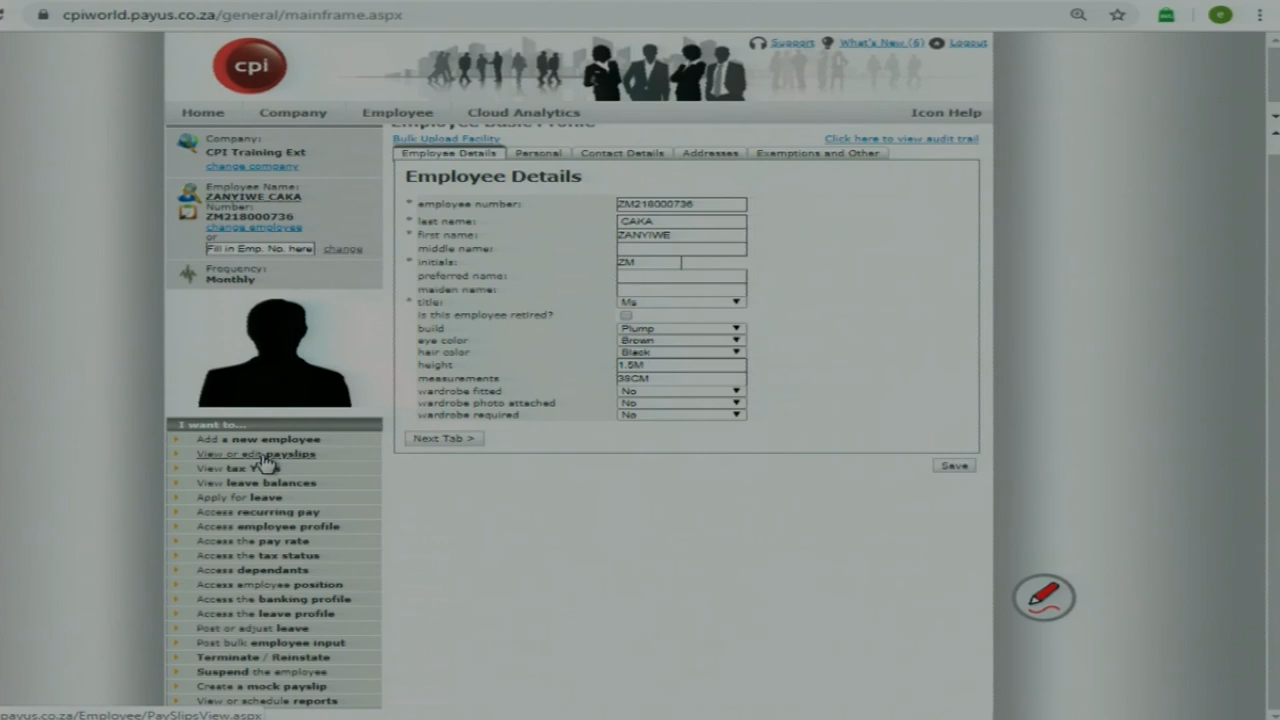 cpiworld.payus.co.za/general/mainframe.aspx
cpi
Support What's New (6) Logout
Home Company Employee Cloud Analytics Icon Help
Company:
CPI Training Ext
change company
Employee Name:
ZANYIWE CAKA
Number:
ZM218000736
change employee
or
Fill in Emp. No. here change
Frequency:
Monthly
I want to...
Add a new employee
View or edit payslips
View tax
View leave balances
Apply for leave
Access recurring pay
Access employee profile
Access the pay rate
Access the tax status
Access dependants
Access employee position
Access the banking profile
Access the leave profile
Post or adjust leave
Post bulk employee input
Terminate / Reinstate
Suspend the employee
Create a mock payslip
View or schedule reports
Employee Basic Profile
Bulk Upload Facility Click here to view audit trail
Employee Details Personal Contact Details Addresses Exemptions and Other
Employee Details
* employee number: ZM218000736
* last name: CAKA
* first name: ZANYIWE
middle name:
* initials: ZM
preferred name:
maiden name:
* title: Ms
Is this employee retired?
build Plump
eye color Brown
hair color Black
height 1.5M
measurements 38CM
wardrobe fitted No
wardrobe photo attached No
wardrobe required No
Next Tab >
Save
payus.co.za/Employee/PaySlipsView.aspx
e